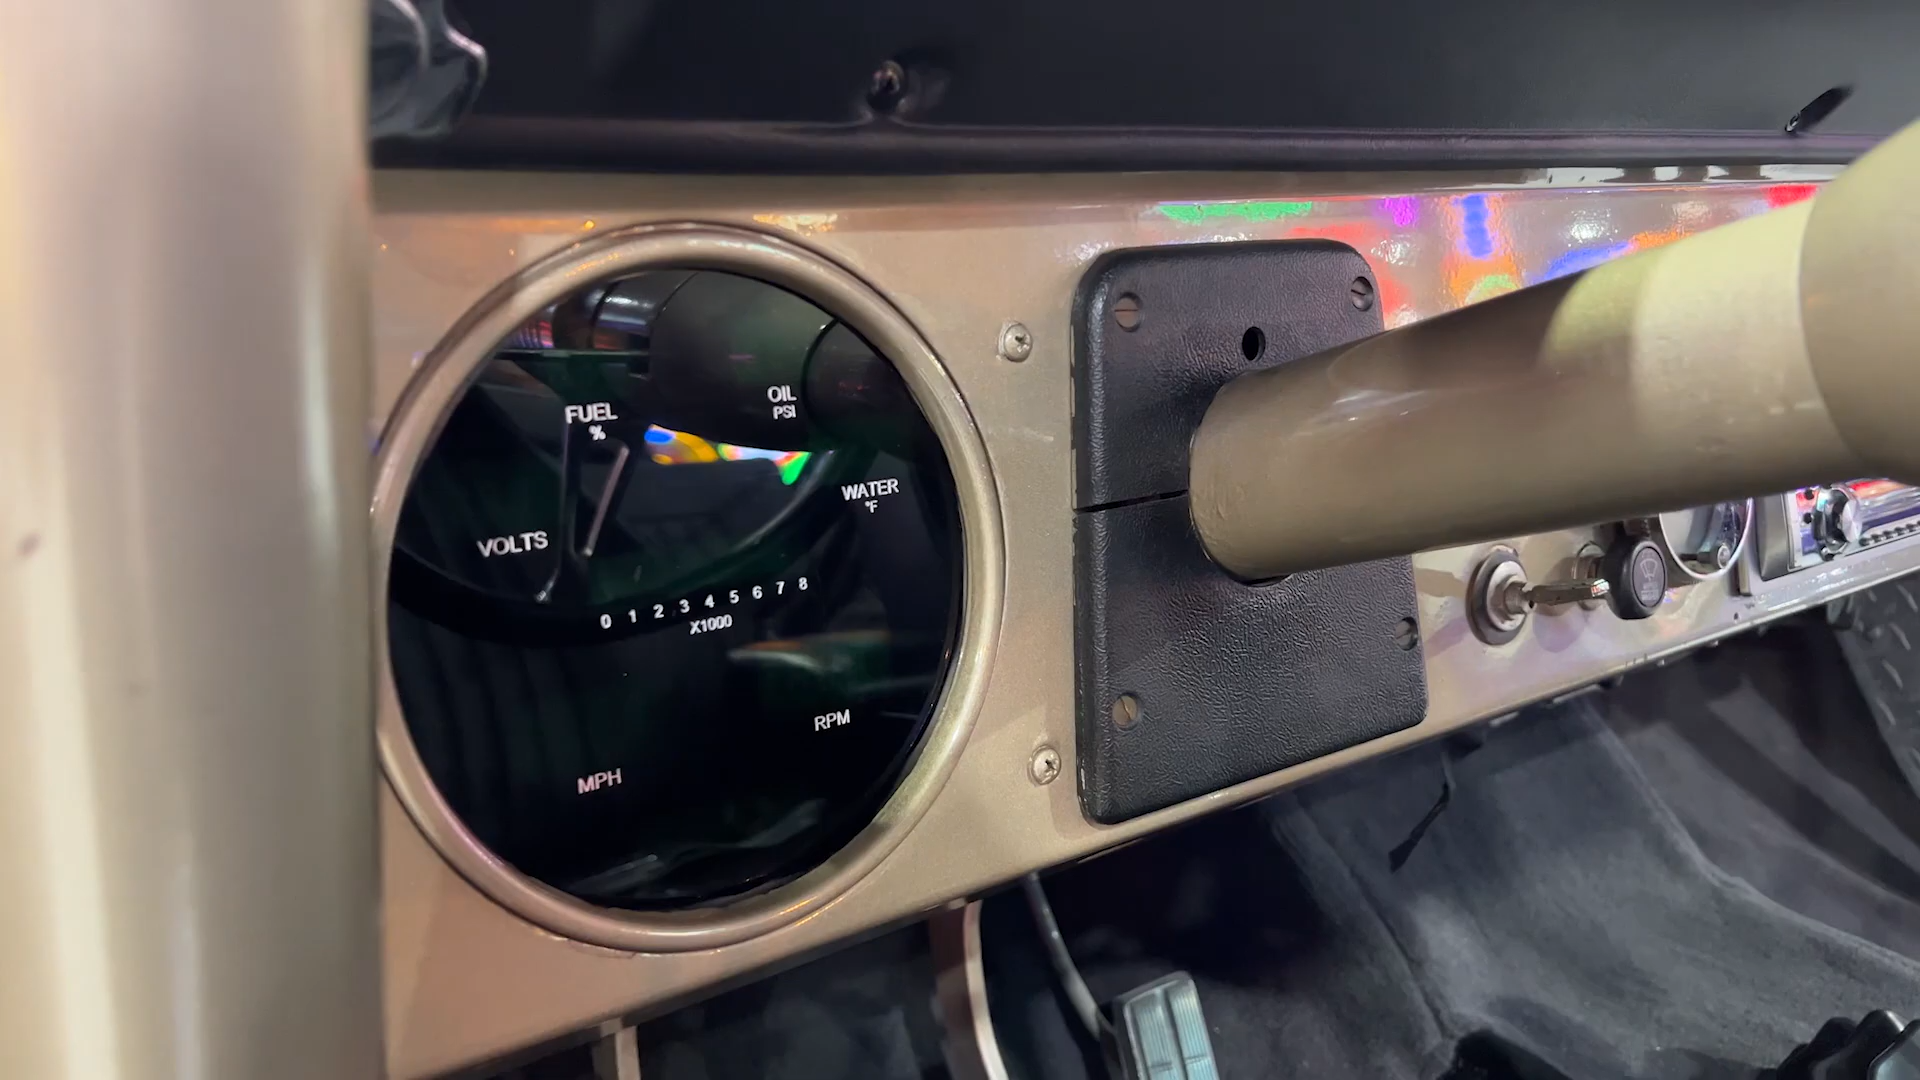 FUEL
%
OIL
PSI
WATER
°F
VOLTS
0 1 2 3 4 5 6 7 8
X1000
RPM
MPH